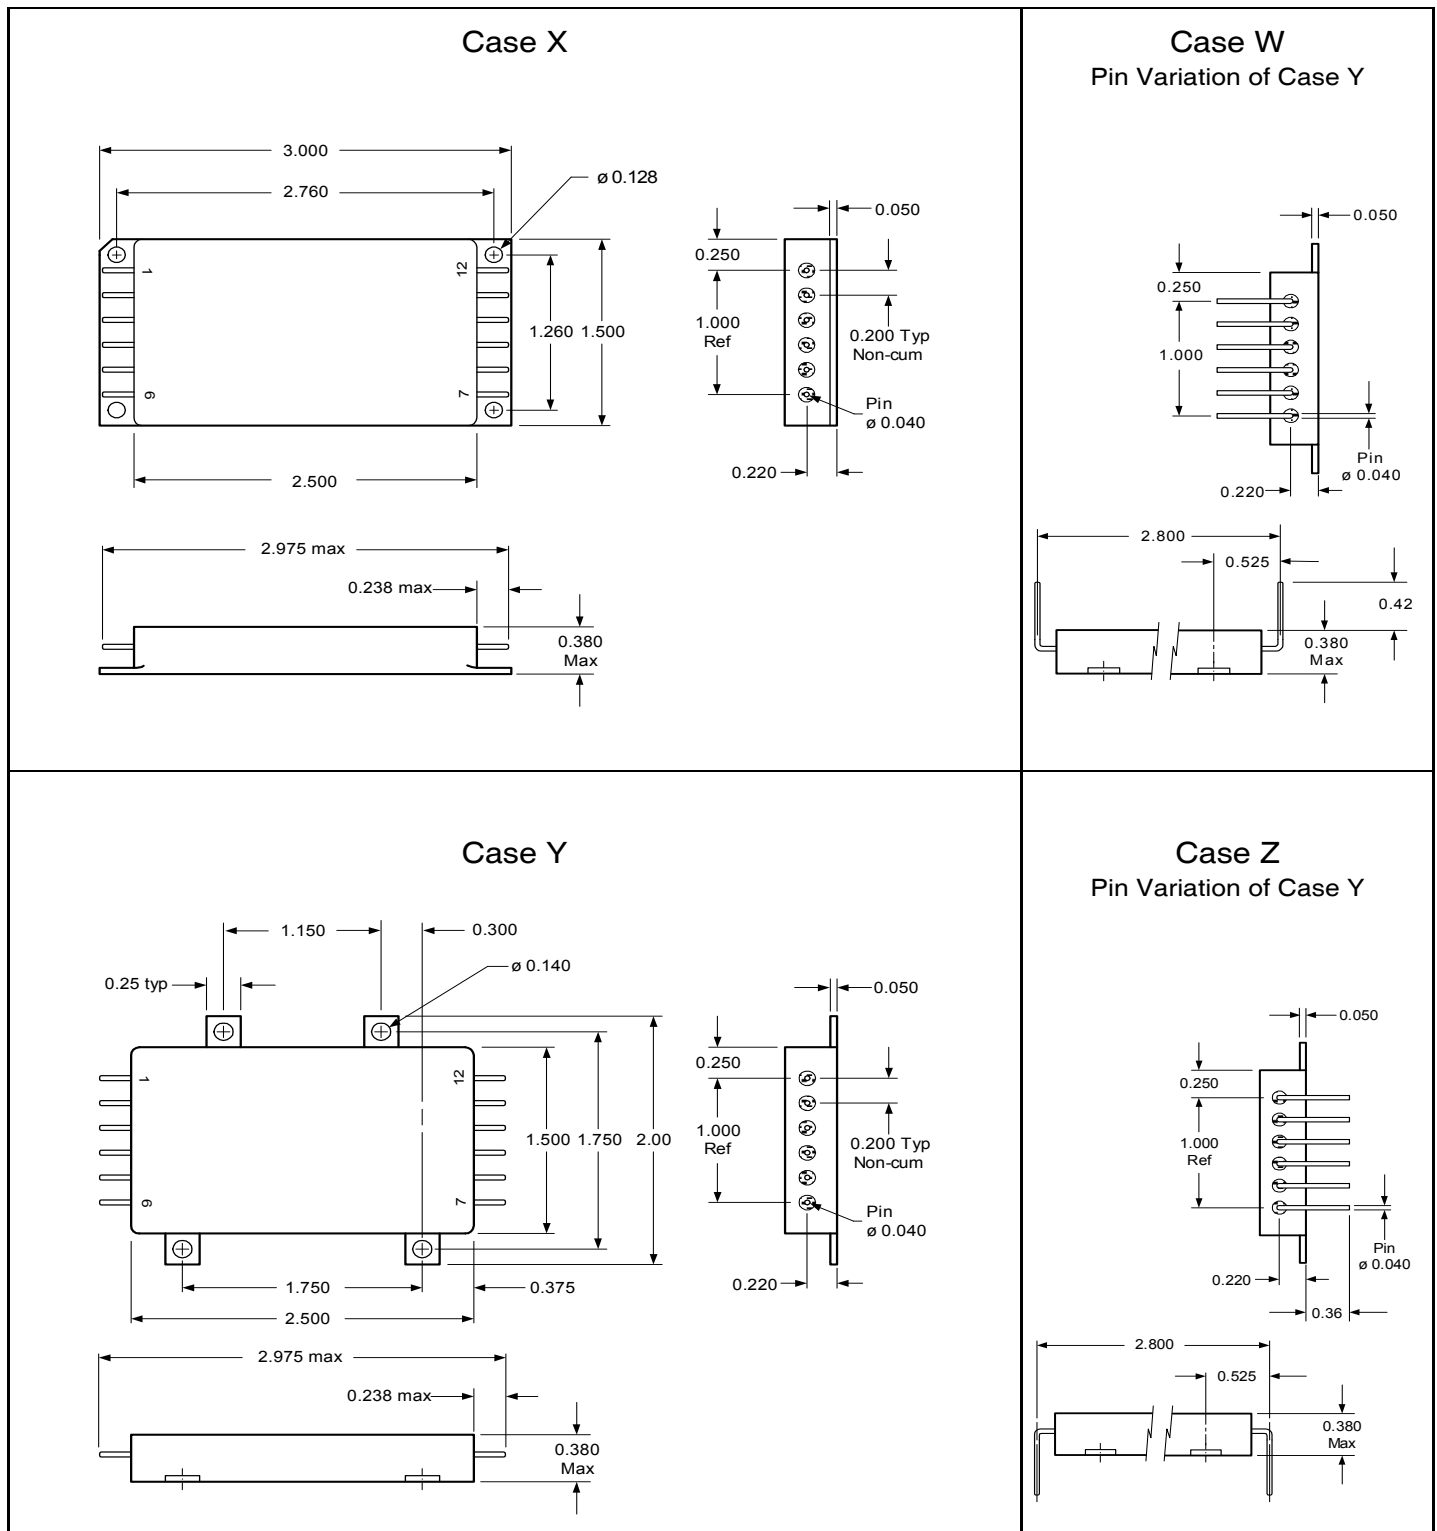 Case X
3.000
2.760
ø 0.128
1
12
6
7
1.260
1.500
2.500
0.050
0.250
1.000
Ref
0.200 Typ
Non-cum
Pin
ø 0.040
0.220
2.975 max
0.238 max
0.380
Max
Case W
Pin Variation of Case Y
0.050
0.250
1.000
Pin
ø 0.040
0.220
2.800
0.525
0.42
0.380
Max
Case Y
1.150
0.300
0.25 typ
ø 0.140
1
12
6
7
1.500
1.750
2.00
1.750
0.375
2.500
0.050
0.250
1.000
Ref
0.200 Typ
Non-cum
Pin
ø 0.040
0.220
2.975 max
0.238 max
0.380
Max
Case Z
Pin Variation of Case Y
0.050
0.250
1.000
Ref
Pin
ø 0.040
0.220
0.36
2.800
0.525
0.380
Max